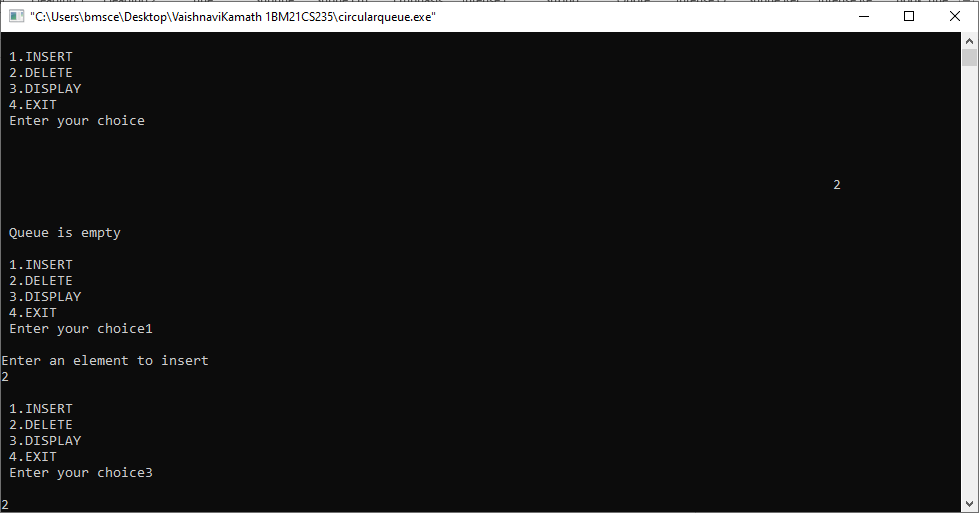 "C:\Users\bmsce\Desktop\VaishnaviKamath 1BM21CS235\circularqueue.exe"
1.INSERT
2.DELETE
3.DISPLAY
4.EXIT
Enter your choice
2
Queue is empty
1.INSERT
2.DELETE
3.DISPLAY
4.EXIT
Enter your choice1
Enter an element to insert
2
1.INSERT
2.DELETE
3.DISPLAY
4.EXIT
Enter your choice3
2